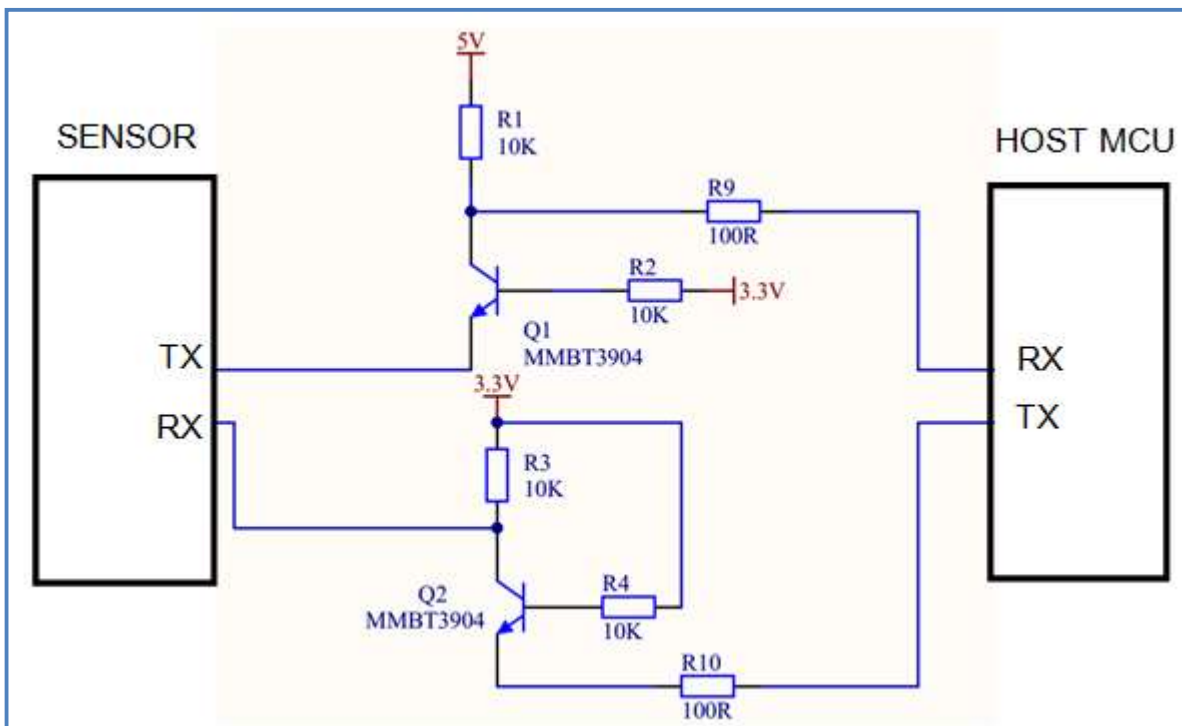 5V
R1
10K
SENSOR
HOST MCU
R9
100R
R2
10K
3.3V
Q1
MMBT3904
TX
RX
3.3V
RX
TX
R3
10K
Q2
MMBT3904
R4
10K
R10
100R